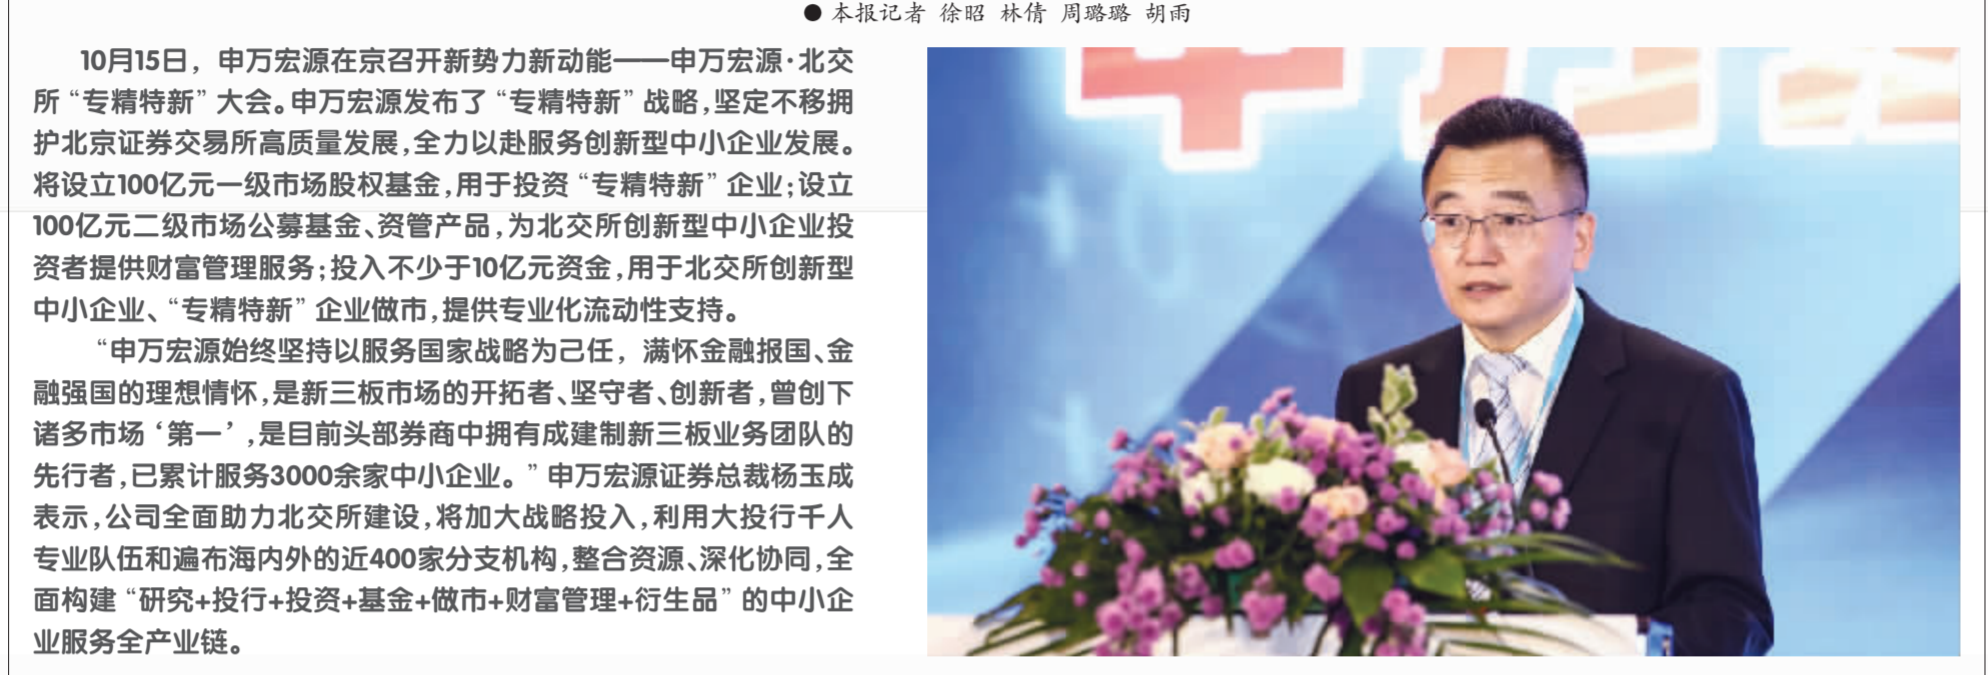 ● 本报记者 徐昭 林倩 周璐璐 胡雨
10月15日，申万宏源在京召开新势力新动能——申万宏源·北交
所“专精特新”大会。申万宏源发布了“专精特新”战略，坚定不移拥
护北京证券交易所高质量发展，全力以赴服务创新型中小企业发展。
将设立100亿元一级市场股权基金，用于投资“专精特新”企业；设立
100亿元二级市场公募基金、资管产品，为北交所创新型中小企业投
资者提供财富管理服务；投入不少于10亿元资金，用于北交所创新型
中小企业、“专精特新”企业做市，提供专业化流动性支持。
“申万宏源始终坚持以服务国家战略为己任，满怀金融报国、金
融强国的理想情怀，是新三板市场的开拓者、坚守者、创新者，曾创下
诸多市场‘第一’，是目前头部券商中拥有成建制新三板业务团队的
先行者，已累计服务3000余家中小企业。”申万宏源证券总裁杨玉成
表示，公司全面助力北交所建设，将加大战略投入，利用大投行千人
专业队伍和遍布海内外的近400家分支机构，整合资源、深化协同，全
面构建“研究+投行+投资+基金+做市+财富管理+衍生品”的中小企
业服务全产业链。